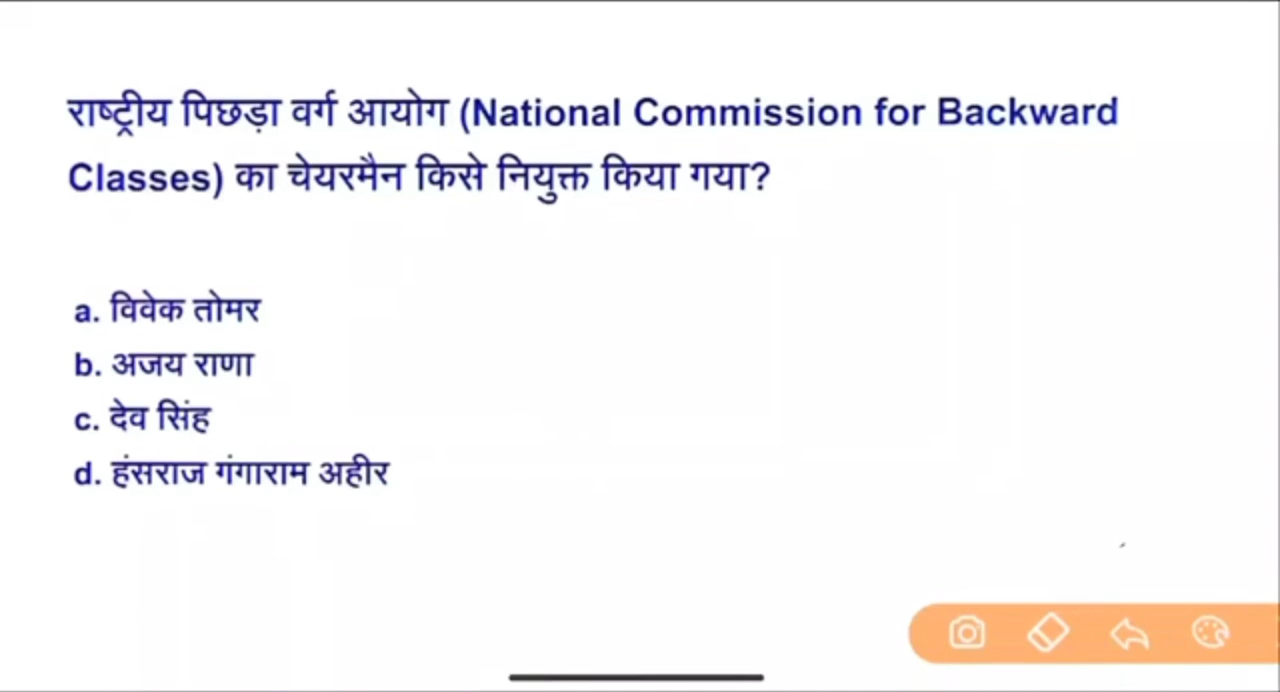 राष्ट्रीय पिछड़ा वर्ग आयोग (National Commission for Backward
Classes) का चेयरमैन किसे नियुक्त किया गया?
a. विवेक तोमर
b. अजय राणा
c. देव सिंह
d. हंसराज गंगाराम अहीर